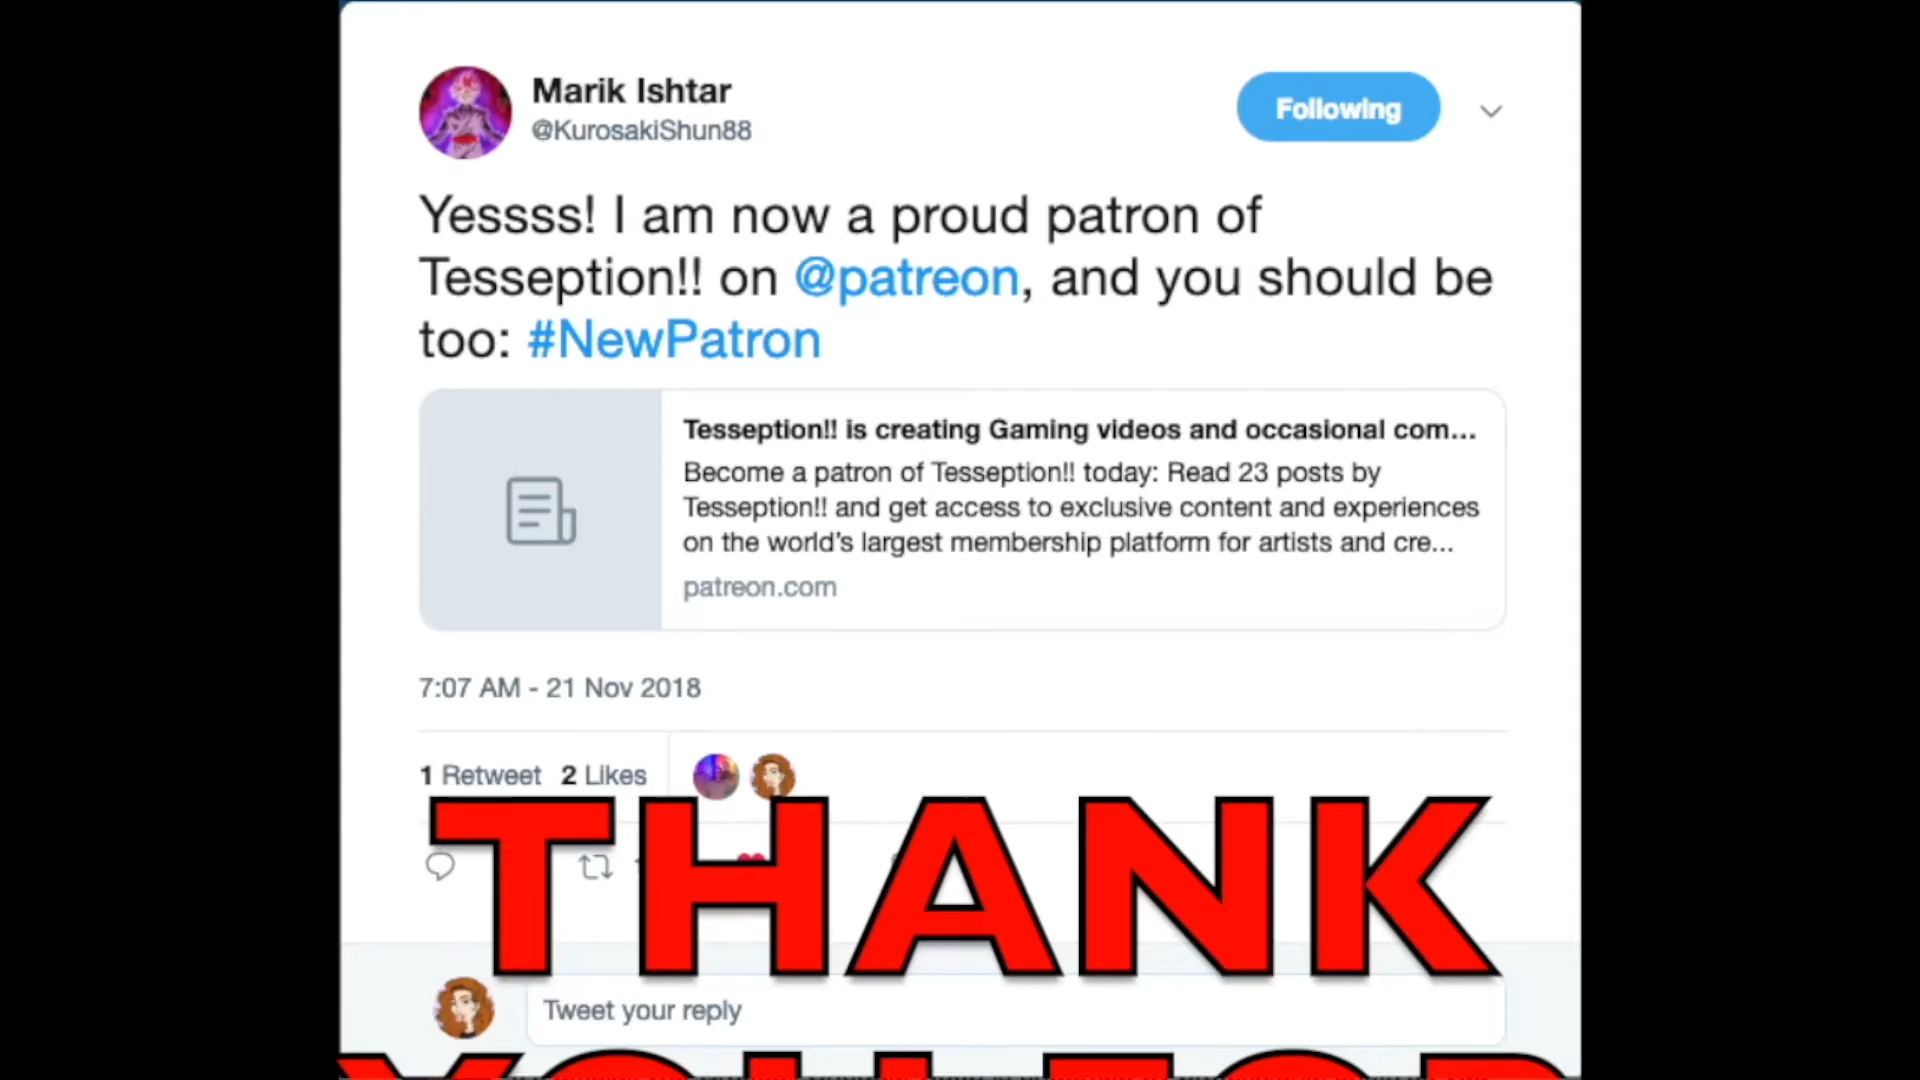 Marik Ishtar
@KurosakiShun88
Following
Yessss! I am now a proud patron of
Tesseption!! on @patreon, and you should be
too: #NewPatron
Tesseption!! is creating Gaming videos and occasional com...
Become a patron of Tesseption!! today: Read 23 posts by
Tesseption!! and get access to exclusive content and experiences
on the world's largest membership platform for artists and cre...
patreon.com
7:07 AM - 21 Nov 2018
1 Retweet 2 Likes
THANK
Tweet your reply